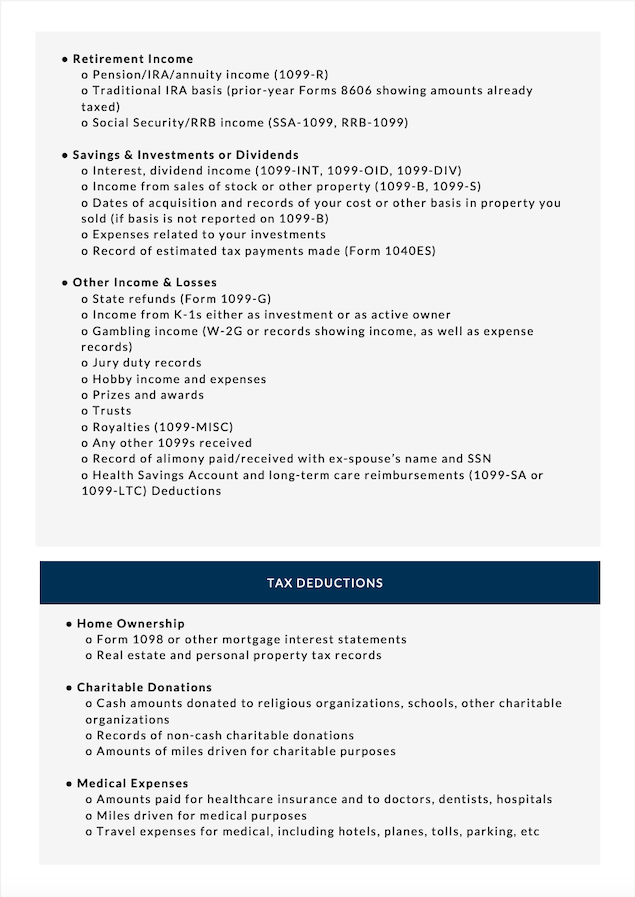 ● Retirement Income
o Pension/IRA/annuity income (1099-R)
o Traditional IRA basis (prior-year Forms 8606 showing amounts already
taxed)
o Social Security/RRB income (SSA-1099, RRB-1099)
● Savings & Investments or Dividends
o Interest, dividend income (1099-INT, 1099-OID, 1099-DIV)
o Income from sales of stock or other property (1099-B, 1099-S)
o Dates of acquisition and records of your cost or other basis in property you
sold (if basis is not reported on 1099-B)
o Expenses related to your investments
o Record of estimated tax payments made (Form 1040ES)
● Other Income & Losses
o State refunds (Form 1099-G)
o Income from K-1s either as investment or as active owner
o Gambling income (W-2G or records showing income, as well as expense
records)
o Jury duty records
o Hobby income and expenses
o Prizes and awards
o Trusts
o Royalties (1099-MISC)
o Any other 1099s received
o Record of alimony paid/received with ex-spouse’s name and SSN
o Health Savings Account and long-term care reimbursements (1099-SA or
1099-LTC) Deductions
TAX DEDUCTIONS
● Home Ownership
o Form 1098 or other mortgage interest statements
o Real estate and personal property tax records
● Charitable Donations
o Cash amounts donated to religious organizations, schools, other charitable
organizations
o Records of non-cash charitable donations
o Amounts of miles driven for charitable purposes
● Medical Expenses
o Amounts paid for healthcare insurance and to doctors, dentists, hospitals
o Miles driven for medical purposes
o Travel expenses for medical, including hotels, planes, tolls, parking, etc